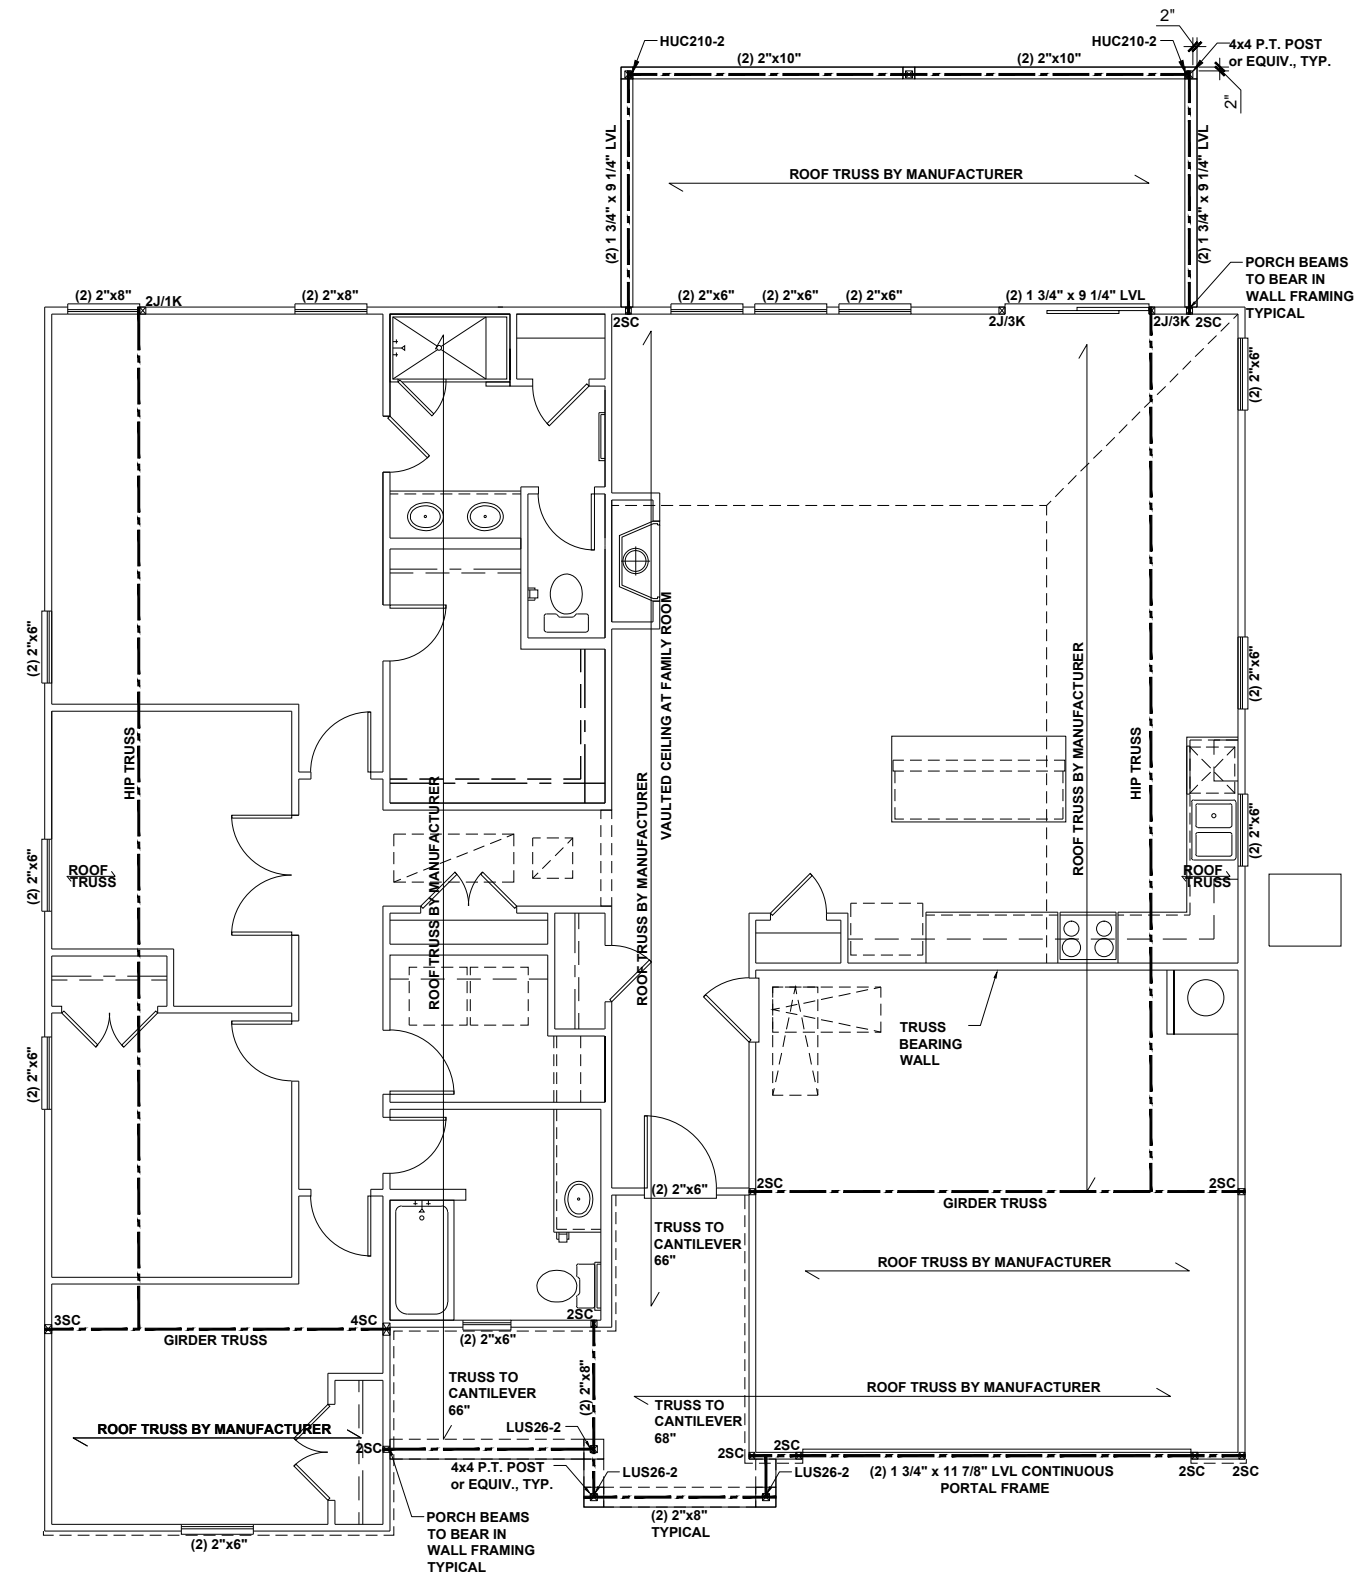 2"
HUC210-2
HUC210-2
4x4 P.T. POST
or EQUIV., TYP.
(2) 2"x10"
(2) 2"x10"
2"
(2) 1 3/4" x 9 1/4" LVL
(2) 1 3/4" x 9 1/4" LVL
ROOF TRUSS BY MANUFACTURER
PORCH BEAMS
TO BEAR IN
WALL FRAMING
TYPICAL
(2) 2"x8"
2J/1K
(2) 2"x8"
(2) 2"x6"
(2) 2"x6"
(2) 2"x6"
(2) 1 3/4" x 9 1/4" LVL
2SC
2J/3K
2J/3K
2SC
(2) 2"x6"
(2) 2"x6"
(2) 2"x6"
VAULTED CEILING AT FAMILY ROOM
ROOF TRUSS BY MANUFACTURER
HIP TRUSS
HIP TRUSS
ROOF TRUSS BY MANUFACTURER
ROOF TRUSS BY MANUFACTURER
(2) 2"x6"
(2) 2"x6"
ROOF
TRUSS
ROOF
TRUSS
TRUSS
BEARING
WALL
(2) 2"x6"
(2) 2"x6"
2SC
2SC
GIRDER TRUSS
TRUSS TO
CANTILEVER
66"
ROOF TRUSS BY MANUFACTURER
3SC
4SC
2SC
GIRDER TRUSS
(2) 2"x6"
(2) 2"x8"
TRUSS TO
CANTILEVER
66"
TRUSS TO
CANTILEVER
68"
ROOF TRUSS BY MANUFACTURER
ROOF TRUSS BY MANUFACTURER
LUS26-2
2SC
2SC
2SC
4x4 P.T. POST
or EQUIV., TYP.
LUS26-2
LUS26-2
(2) 1 3/4" x 11 7/8" LVL CONTINUOUS
PORTAL FRAME
2SC
2SC
(2) 2"x8"
TYPICAL
PORCH BEAMS
TO BEAR IN
WALL FRAMING
TYPICAL
(2) 2"x6"